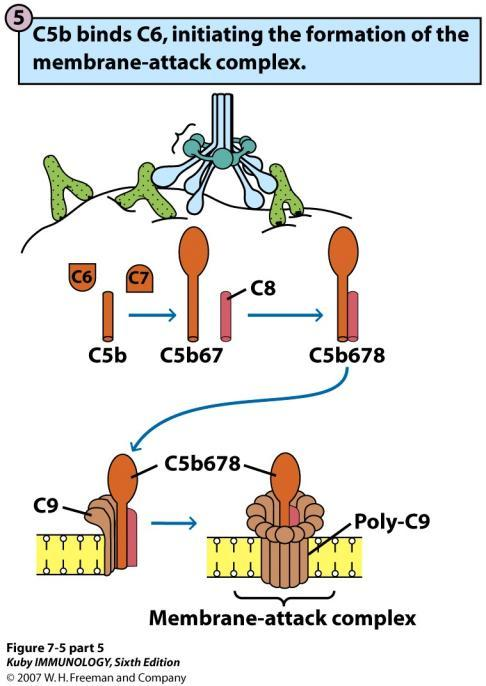 5
C5b binds C6, initiating the formation of the
membrane-attack complex.
C6
C7
C8
C5b
C5b67
C5b678
C5b678
C9
Poly-C9
Membrane-attack complex
Figure 7-5 part 5
Kuby IMMUNOLOGY, Sixth Edition
© 2007 W. H. Freeman and Company